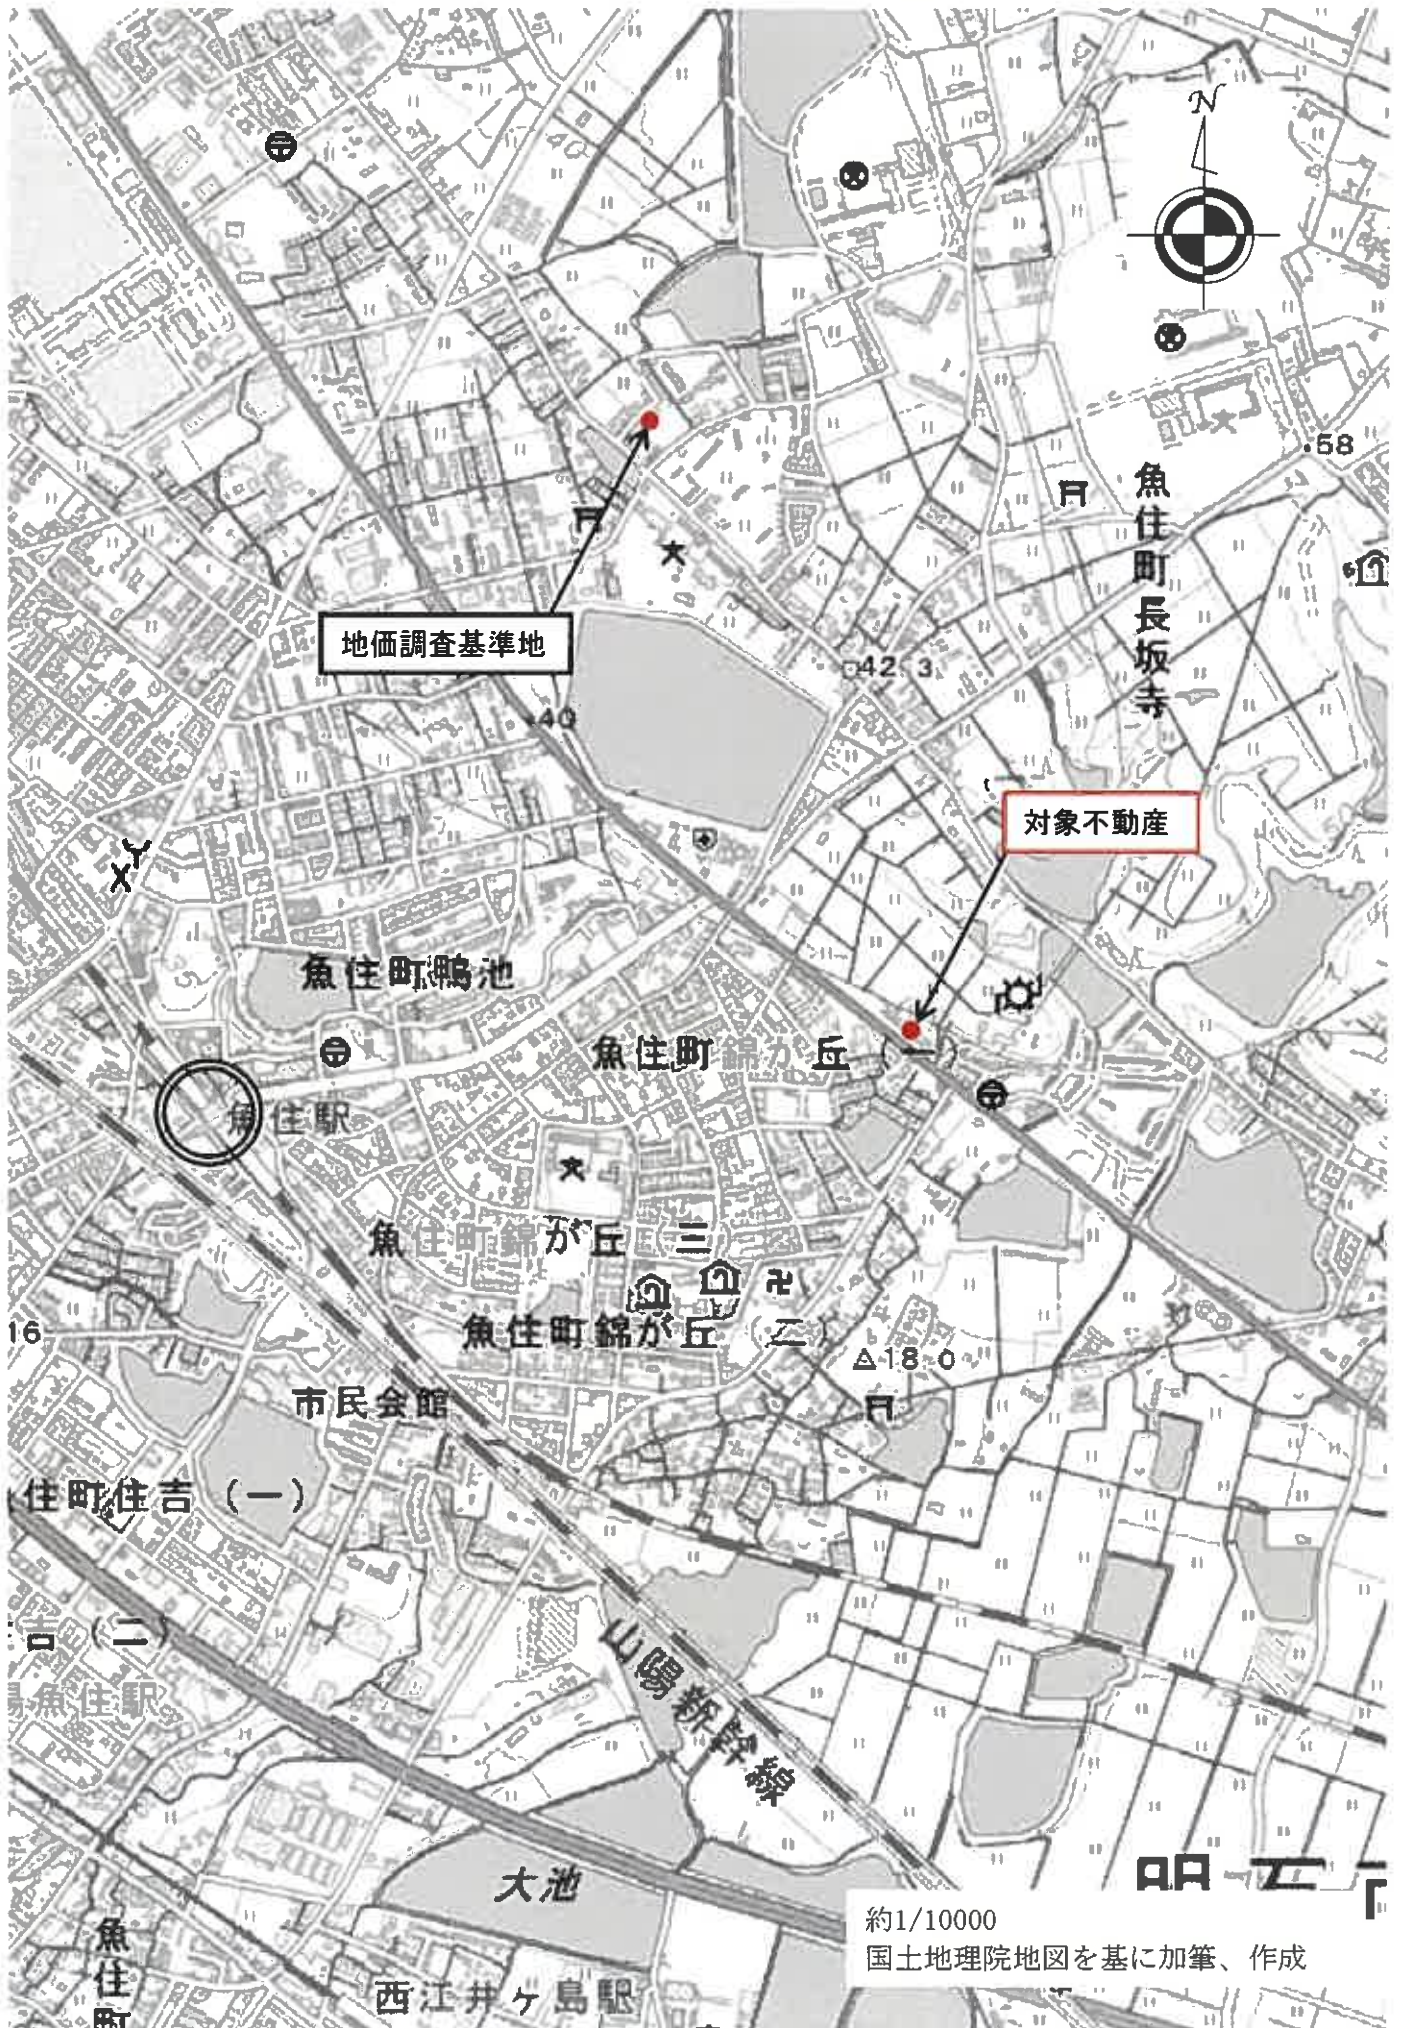 N
40
58
魚住町長坂寺
地価調査基準地
42.3
40
対象不動産
魚住町鴨池
魚住町錦が丘
(一)
魚住駅
魚住町錦が丘 (三)
魚住町錦が丘 (二)
16
18.0
市民会館
住町住吉 (一)
吉 (二)
魚住駅
山陽新幹線
大池
明石市
約1/10000
国土地理院地図を基に加筆、作成
魚住町
西江井ヶ島駅